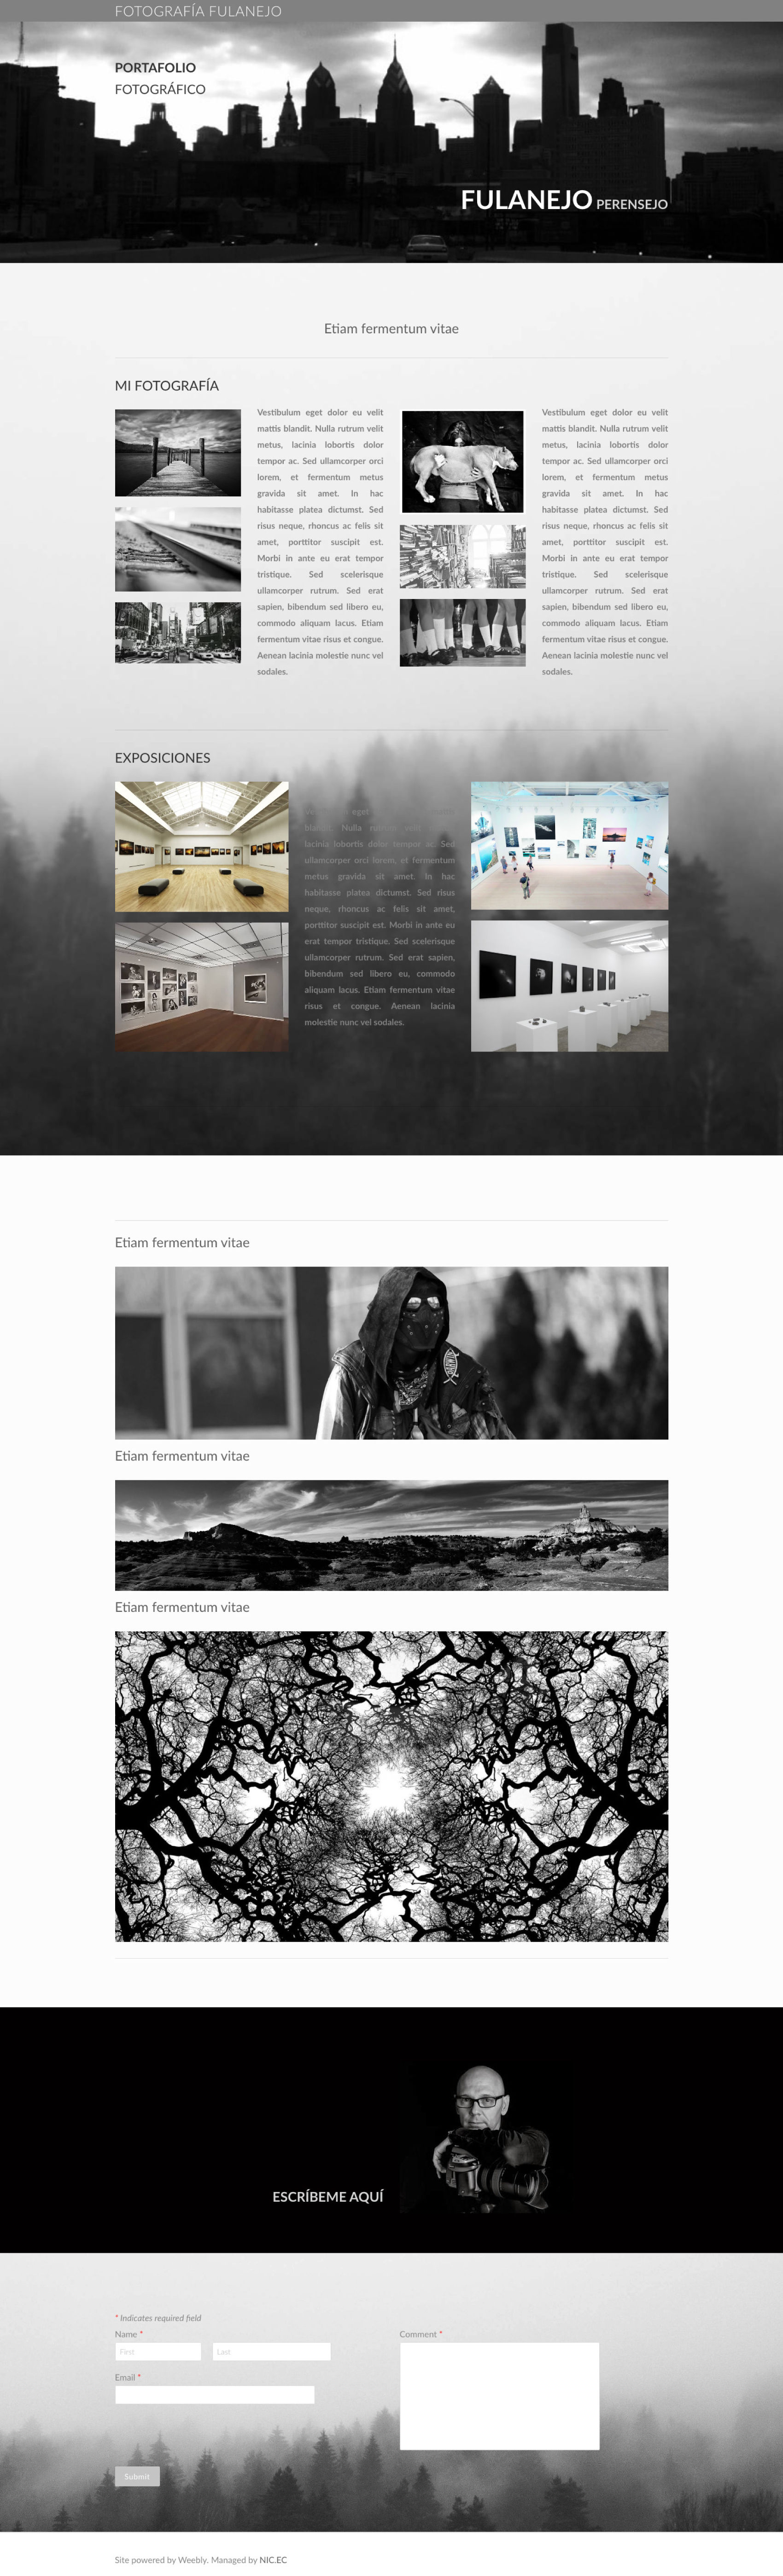 FOTOGRAFÍA FULANEJO
PORTAFOLIO
FOTOGRÁFICO
FULANEJO PERENSEJO
Etiam fermentum vitae
MI FOTOGRAFÍA
Vestibulum eget dolor eu velit
mattis blandit. Nulla rutrum velit
metus, lacinia lobortis dolor
tempor ac. Sed ullamcorper orci
lorem, et fermentum metus
gravida sit amet. In hac
habitasse platea dictumst. Sed
risus neque, rhoncus ac felis sit
amet, porttitor suscipit est.
Morbi in ante eu erat tempor
tristique. Sed scelerisque
ullamcorper rutrum. Sed erat
sapien, bibendum sed libero eu,
commodo aliquam lacus. Etiam
fermentum vitae risus et congue.
Aenean lacinia molestie nunc vel
sodales.
Vestibulum eget dolor eu velit
mattis blandit. Nulla rutrum velit
metus, lacinia lobortis dolor
tempor ac. Sed ullamcorper orci
lorem, et fermentum metus
gravida sit amet. In hac
habitasse platea dictumst. Sed
risus neque, rhoncus ac felis sit
amet, porttitor suscipit est.
Morbi in ante eu erat tempor
tristique. Sed scelerisque
ullamcorper rutrum. Sed erat
sapien, bibendum sed libero eu,
commodo aliquam lacus. Etiam
fermentum vitae risus et congue.
Aenean lacinia molestie nunc vel
sodales.
EXPOSICIONES
eget
Nulla
lacinia lobortis dolor tempor ac. Sed
ullamcorper orci lorem, et fermentum
metus gravida sit amet. In hac
habitasse platea dictumst. Sed risus
neque, rhoncus ac felis sit amet,
porttitor suscipit est. Morbi in ante eu
erat tempor tristique. Sed scelerisque
ullamcorper rutrum. Sed erat sapien,
bibendum sed libero eu, commodo
aliquam lacus. Etiam fermentum vitae
risus et congue. Aenean lacinia
molestie nunc vel sodales.
Etiam fermentum vitae
Etiam fermentum vitae
Etiam fermentum vitae
ESCRÍBEME AQUÍ
* Indicates required field
Name *
First
Last
Email *
Comment *
Submit
Site powered by Weebly. Managed by NIC.EC